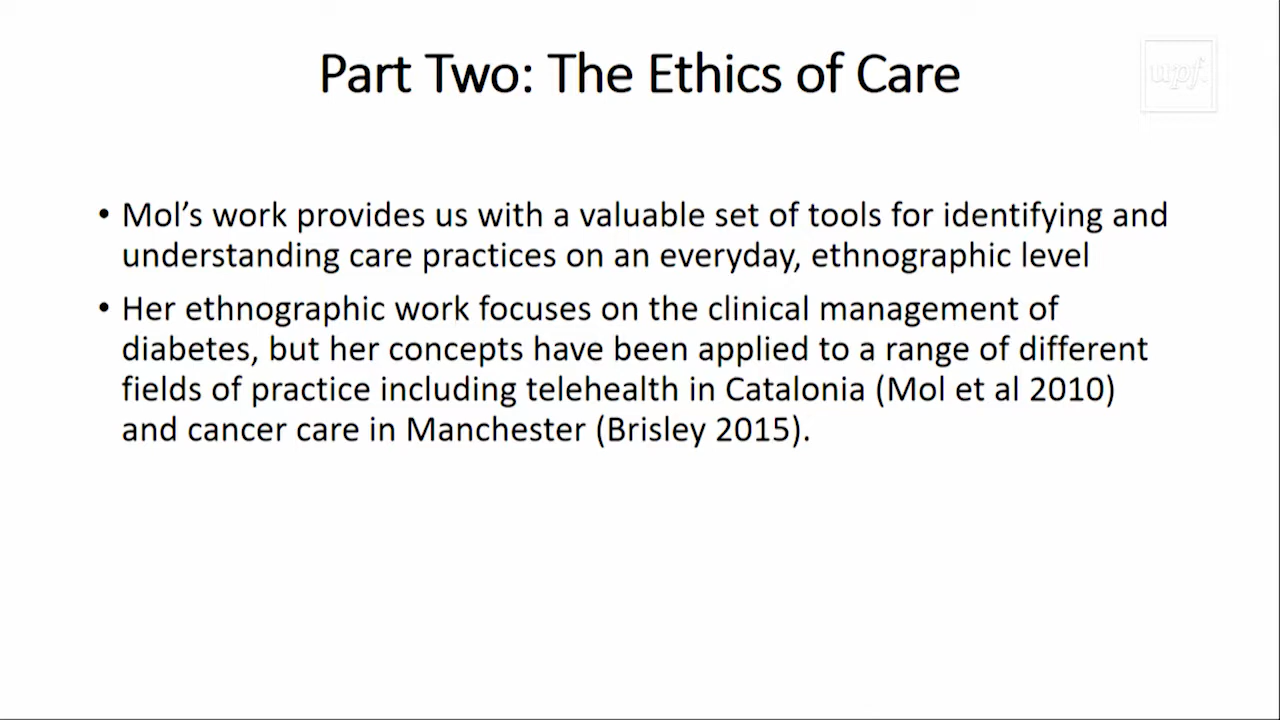 Part Two: The Ethics of Care
upf.
• Mol's work provides us with a valuable set of tools for identifying and
understanding care practices on an everyday, ethnographic level
• Her ethnographic work focuses on the clinical management of
diabetes, but her concepts have been applied to a range of different
fields of practice including telehealth in Catalonia (Mol et al 2010)
and cancer care in Manchester (Brisley 2015).